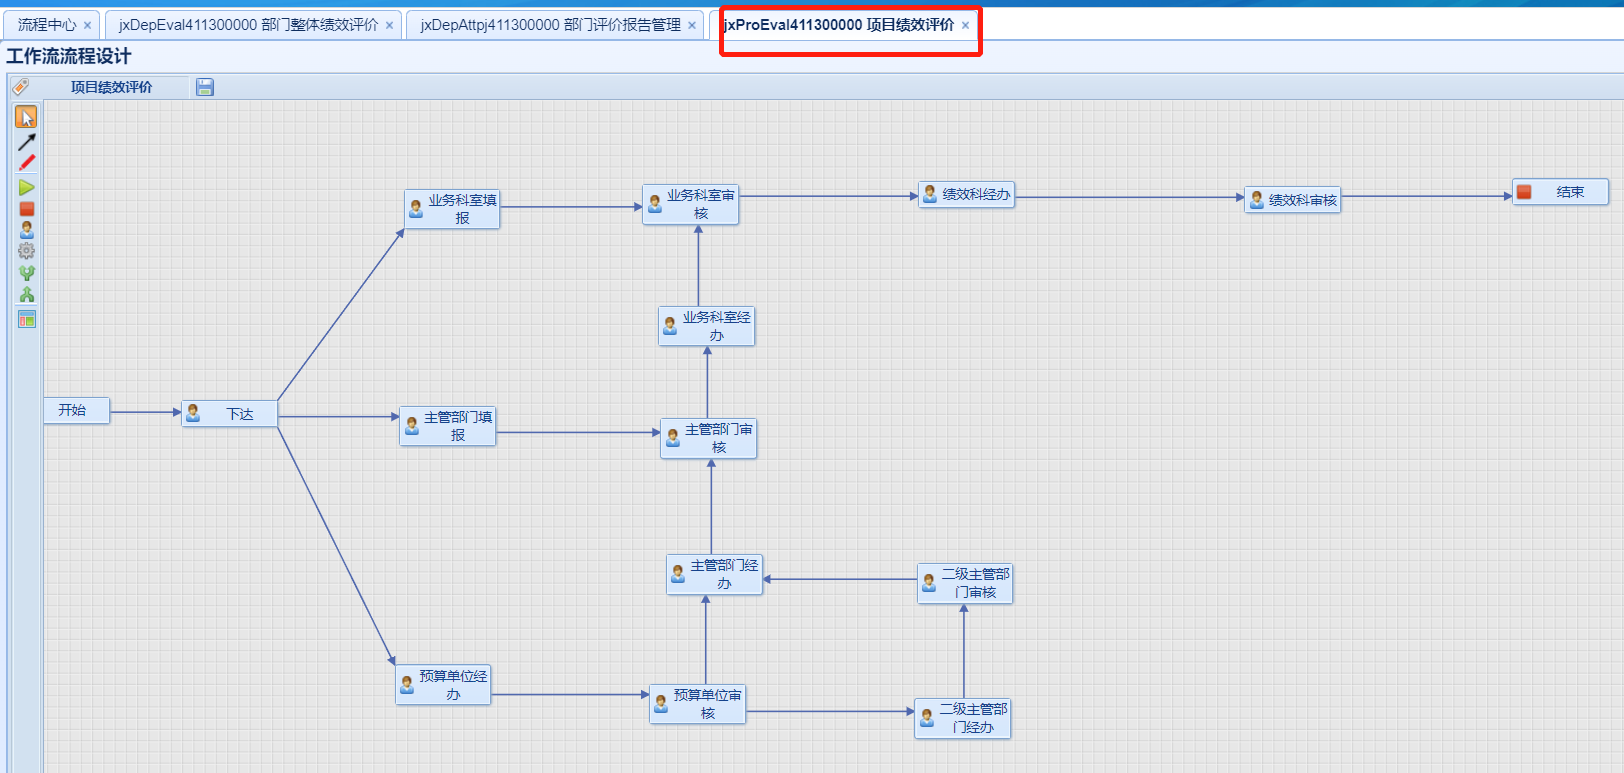 流程中心 × jxDepEval411300000 部门整体绩效评价 × jxDepAttpj411300000 部门评价报告管理 × jxProEval411300000 项目绩效评价 ×
工作流流程设计
项目绩效评价
业务科室填
报
业务科室审
核
绩效科经办
绩效科审核
结束
业务科室经
办
开始
下达
主管部门填
报
主管部门审
核
主管部门经
办
二级主管部
门审核
预算单位经
办
预算单位审
核
二级主管部
门经办